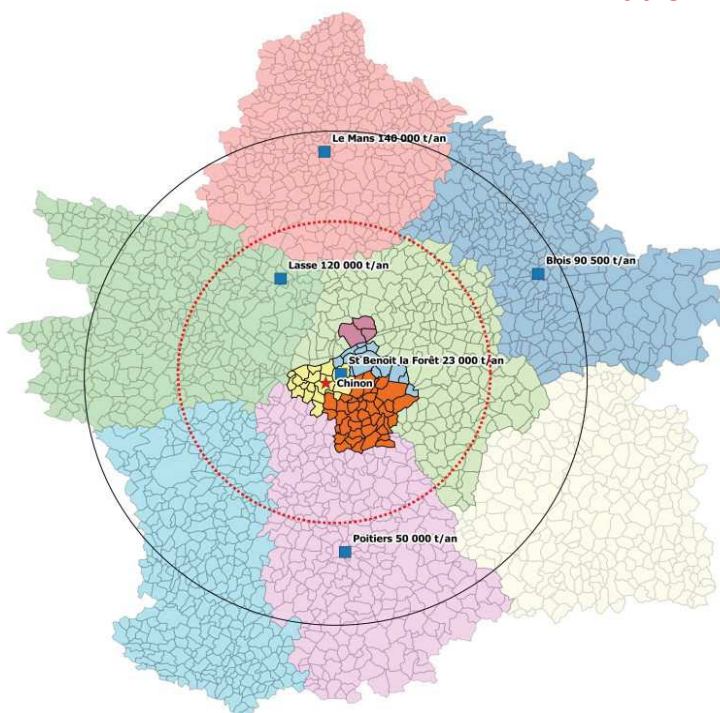 Le Mans 140 000 t/an
Lasse 120 000 t/an
Blois 90 500 t/an
St Benoit la Forêt 23 000 t/an
Chinon
Poitiers 50 000 t/an